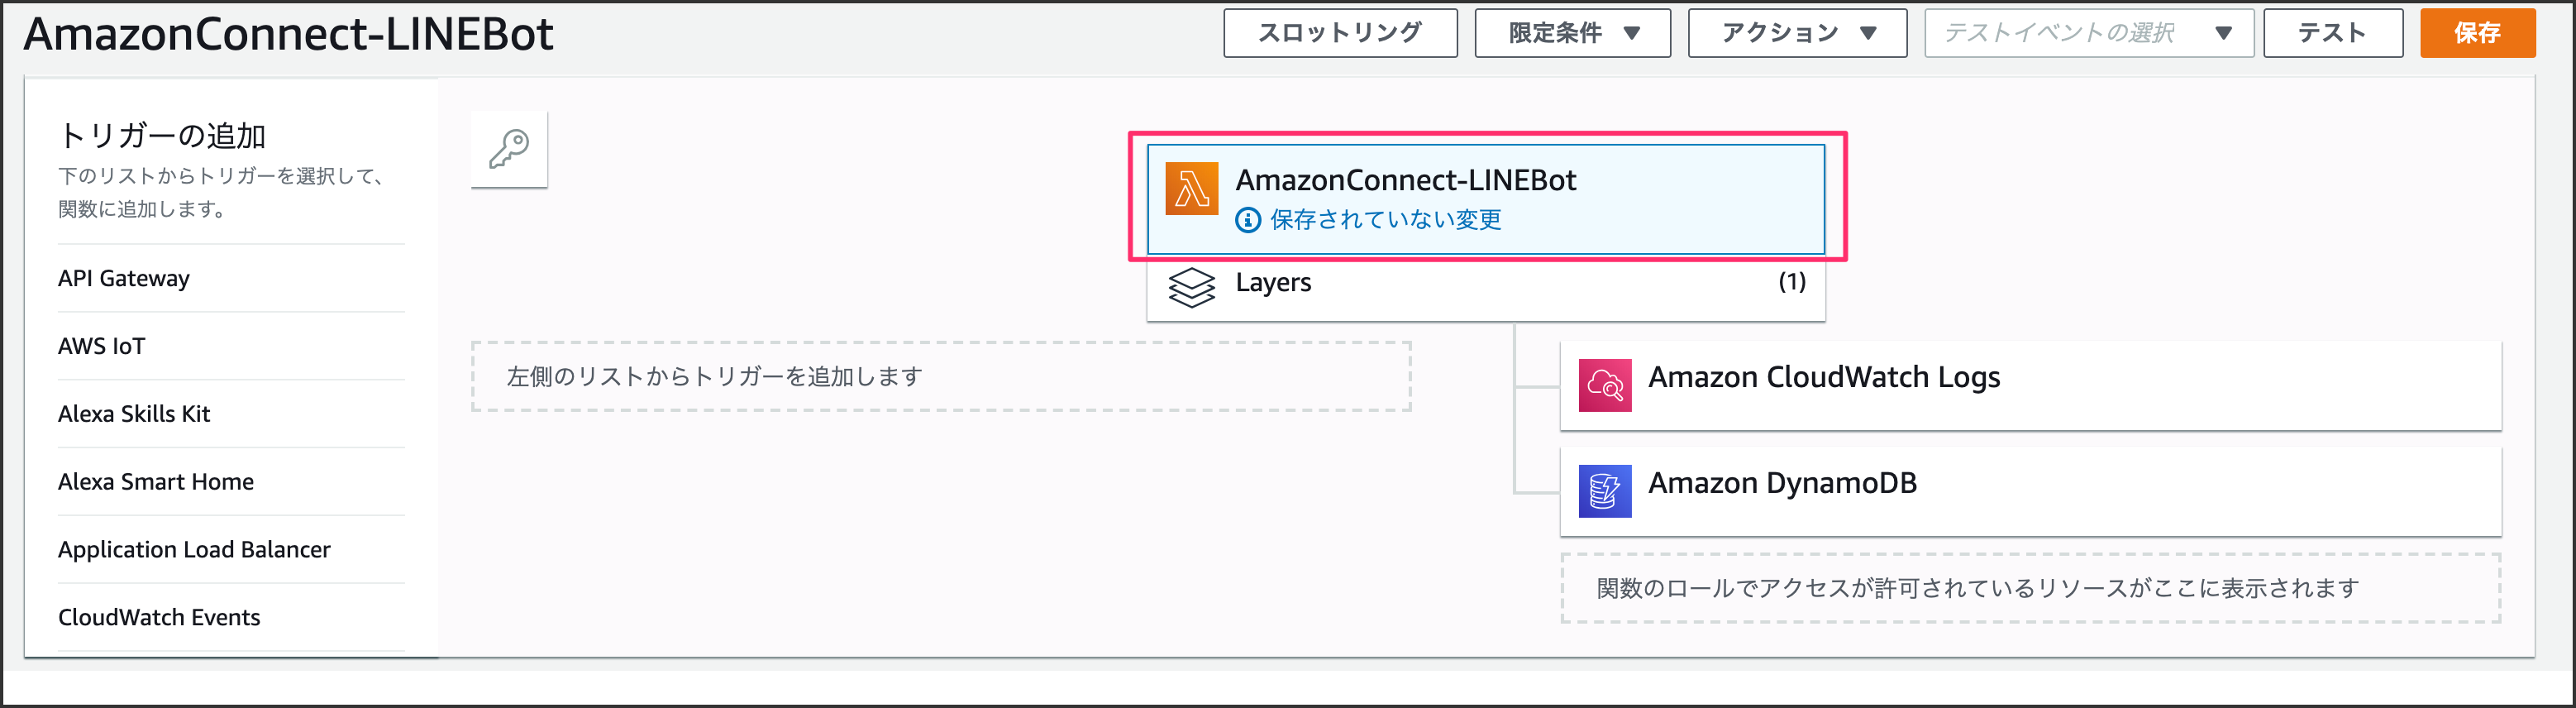 AmazonConnect-LINEBot
スロットリング
限定条件
アクション
テストイベントの選択
テスト
保存
トリガーの追加
下のリストからトリガーを選択して、
関数に追加します。
API Gateway
AWS IoT
Alexa Skills Kit
Alexa Smart Home
Application Load Balancer
CloudWatch Events
AmazonConnect-LINEBot
保存されていない変更
Layers (1)
左側のリストからトリガーを追加します
Amazon CloudWatch Logs
Amazon DynamoDB
関数のロールでアクセスが許可されているリソースがここに表示されます